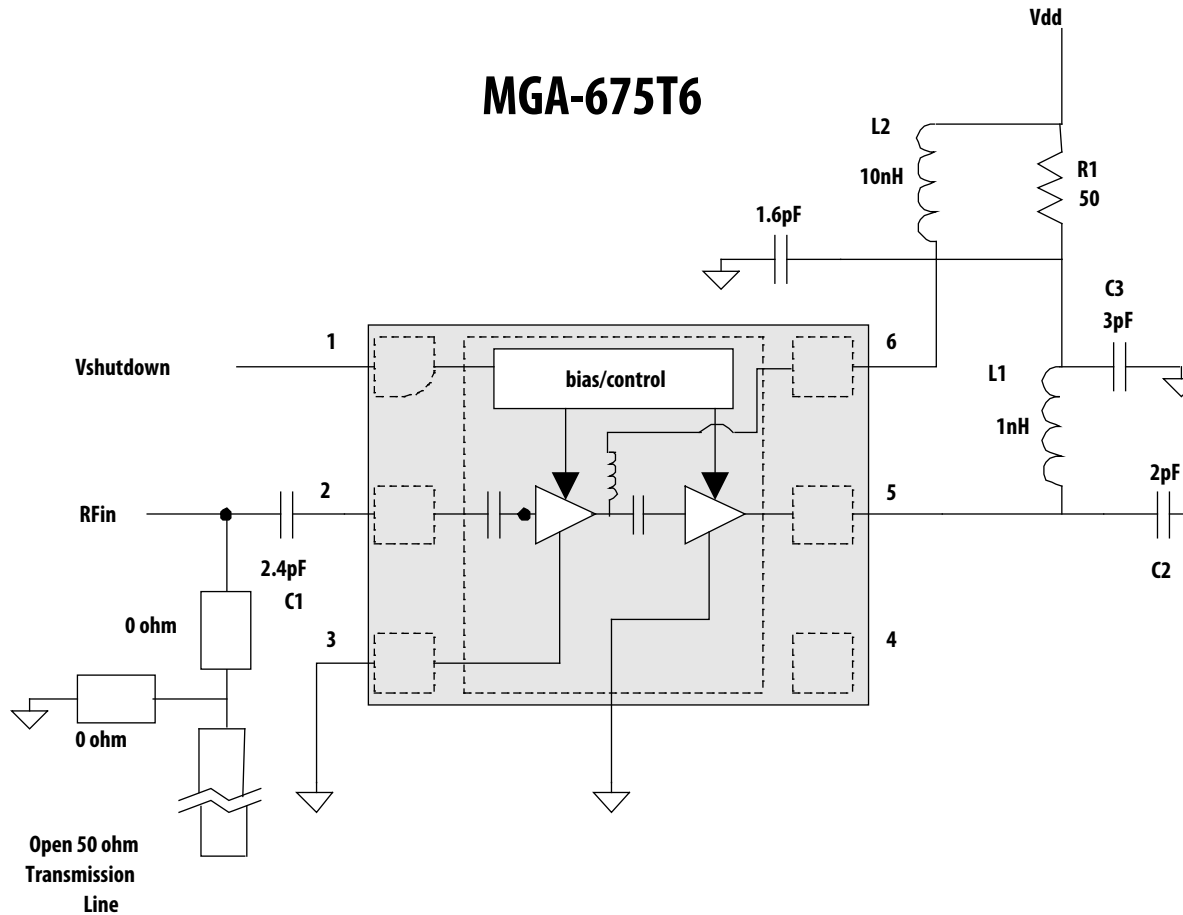 Vdd
MGA-675T6
L2
10nH
R1
50
1.6pF
C3
3pF
1
6
Vshutdown
bias/control
L1
1nH
2
5
2pF
RFin
2.4pF
C1
C2
0 ohm
3
4
0 ohm
Open 50 ohm
Transmission
Line